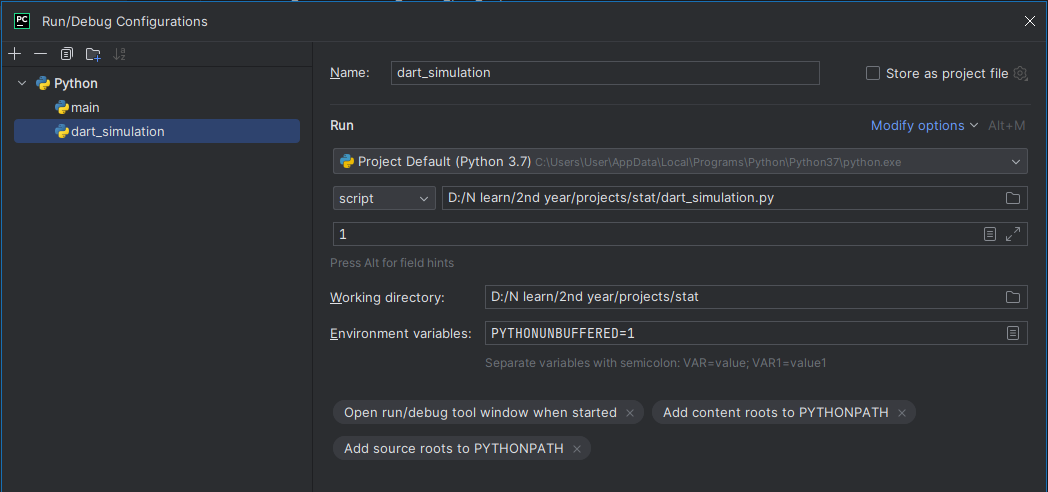 PC Run/Debug Configurations
Python
main
dart_simulation
Name: dart_simulation Store as project file
Run Modify options Alt+M
Project Default (Python 3.7) C:\Users\User\AppData\Local\Programs\Python\Python37\python.exe
script D:/N learn/2nd year/projects/stat/dart_simulation.py
1
Press Alt for field hints
Working directory: D:/N learn/2nd year/projects/stat
Environment variables: PYTHONUNBUFFERED=1
Separate variables with semicolon: VAR=value; VAR1=value1
Open run/debug tool window when started × Add content roots to PYTHONPATH ×
Add source roots to PYTHONPATH ×